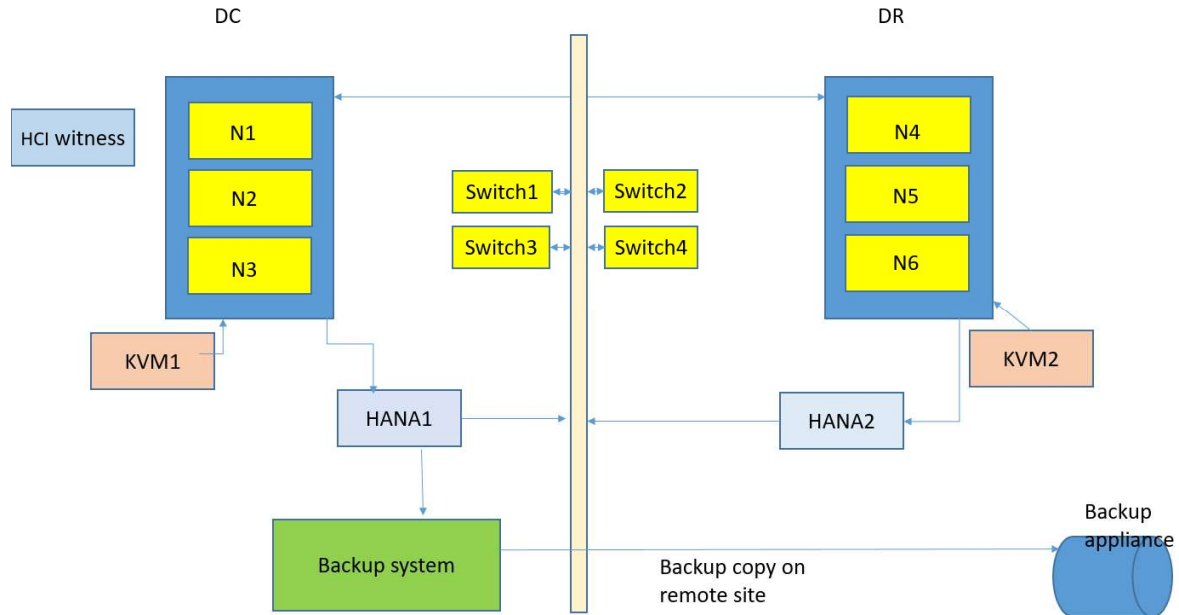 DC
DR
HCI witness
N1
N2
N3
N4
N5
N6
Switch1
Switch2
Switch3
Switch4
KVM1
KVM2
HANA1
HANA2
Backup system
Backup copy on
remote site
Backup
appliance